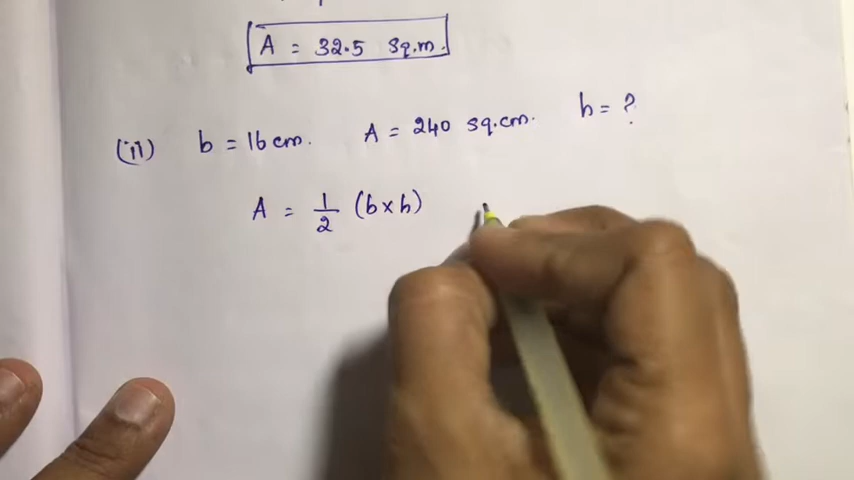 A = 32.5 sq.m.
(ii) b = 16 cm. A = 240 sq.cm. h = ?
A = 1/2 (b × h)